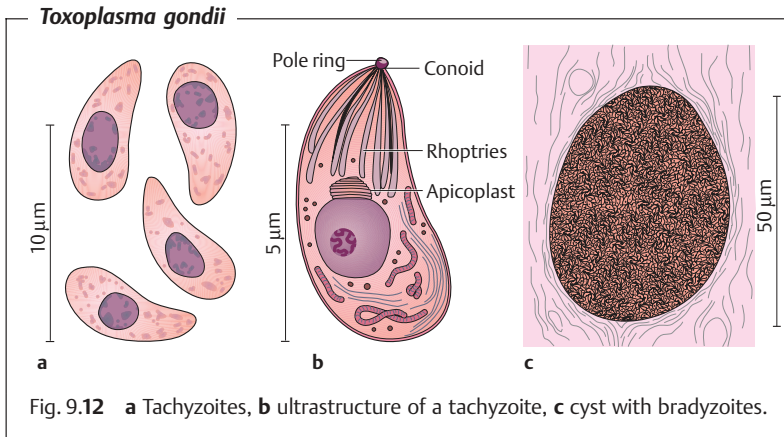 Toxoplasma gondii
Pole ring
Conoid
Rhoptries
Apicoplast
10 µm
5 µm
50 µm
a
b
c
Fig. 9.12 a Tachyzoites, b ultrastructure of a tachyzoite, c cyst with bradyzoites.